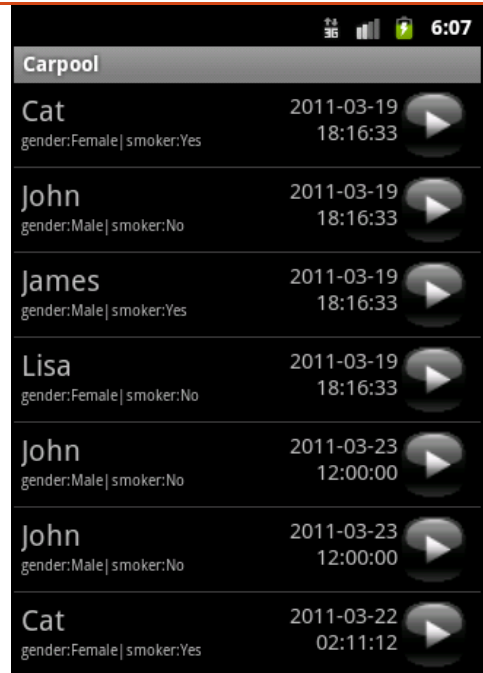 3G 6:07
Carpool
Cat 2011-03-19
gender:Female|smoker:Yes 18:16:33
John 2011-03-19
gender:Male|smoker:No 18:16:33
James 2011-03-19
gender:Male|smoker:Yes 18:16:33
Lisa 2011-03-19
gender:Female|smoker:No 18:16:33
John 2011-03-23
gender:Male|smoker:No 12:00:00
John 2011-03-23
gender:Male|smoker:No 12:00:00
Cat 2011-03-22
gender:Female|smoker:Yes 02:11:12